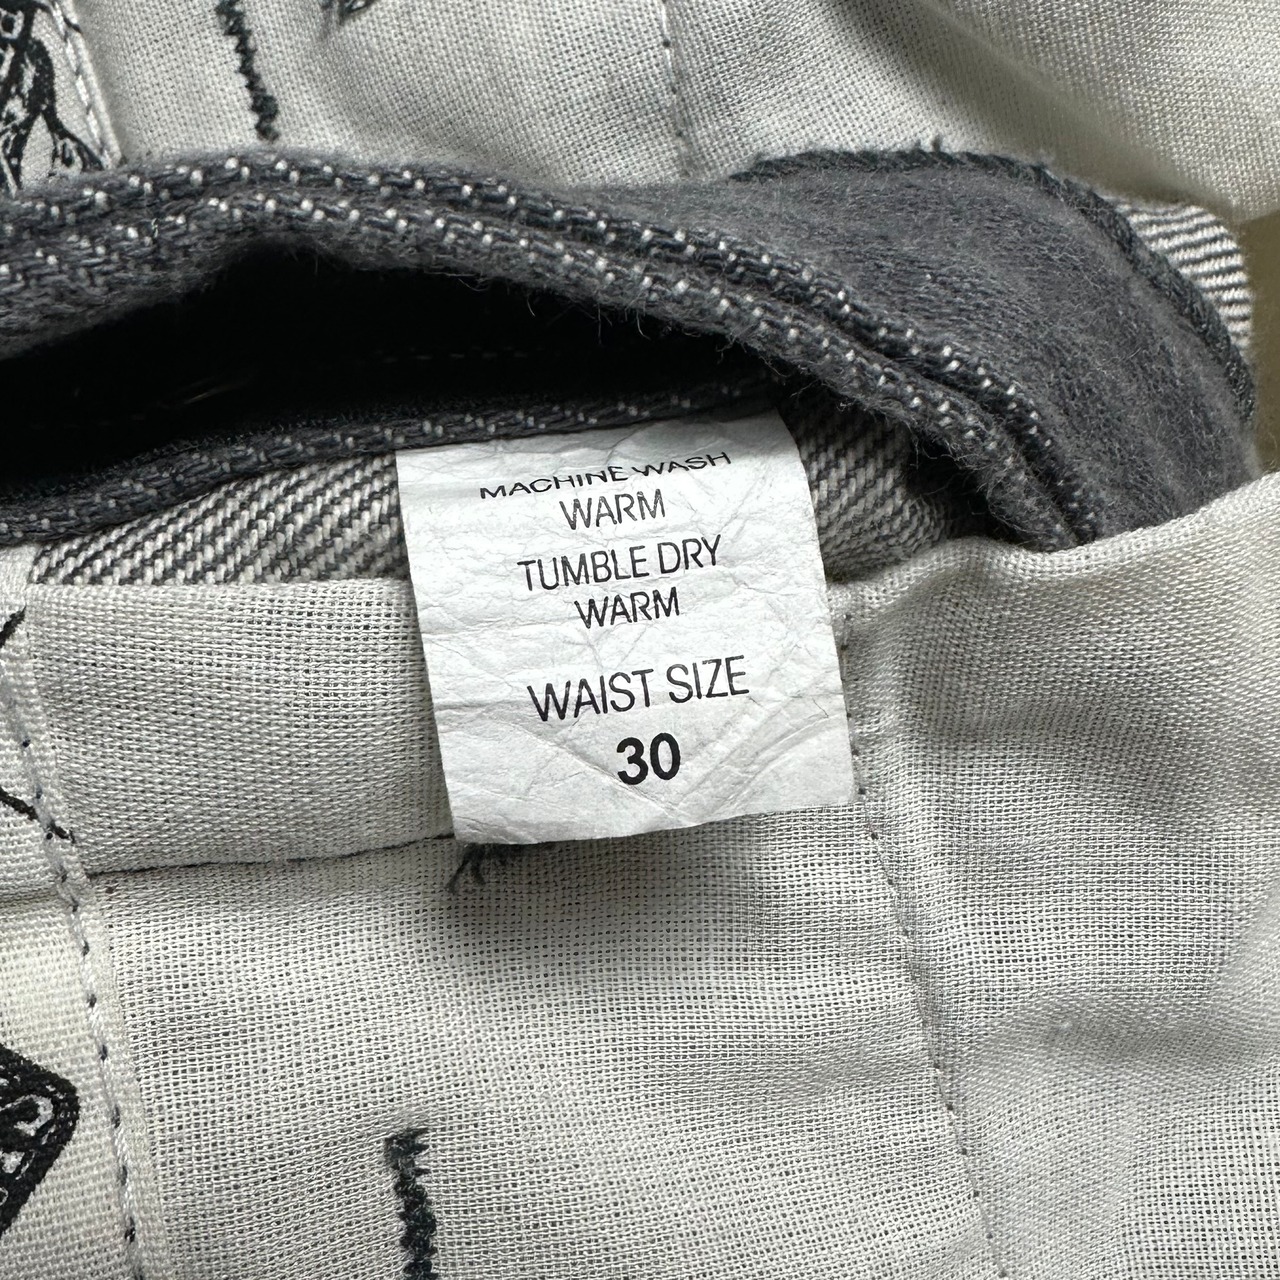 MACHINE WASH
WARM
TUMBLE DRY
WARM
WAIST SIZE
30